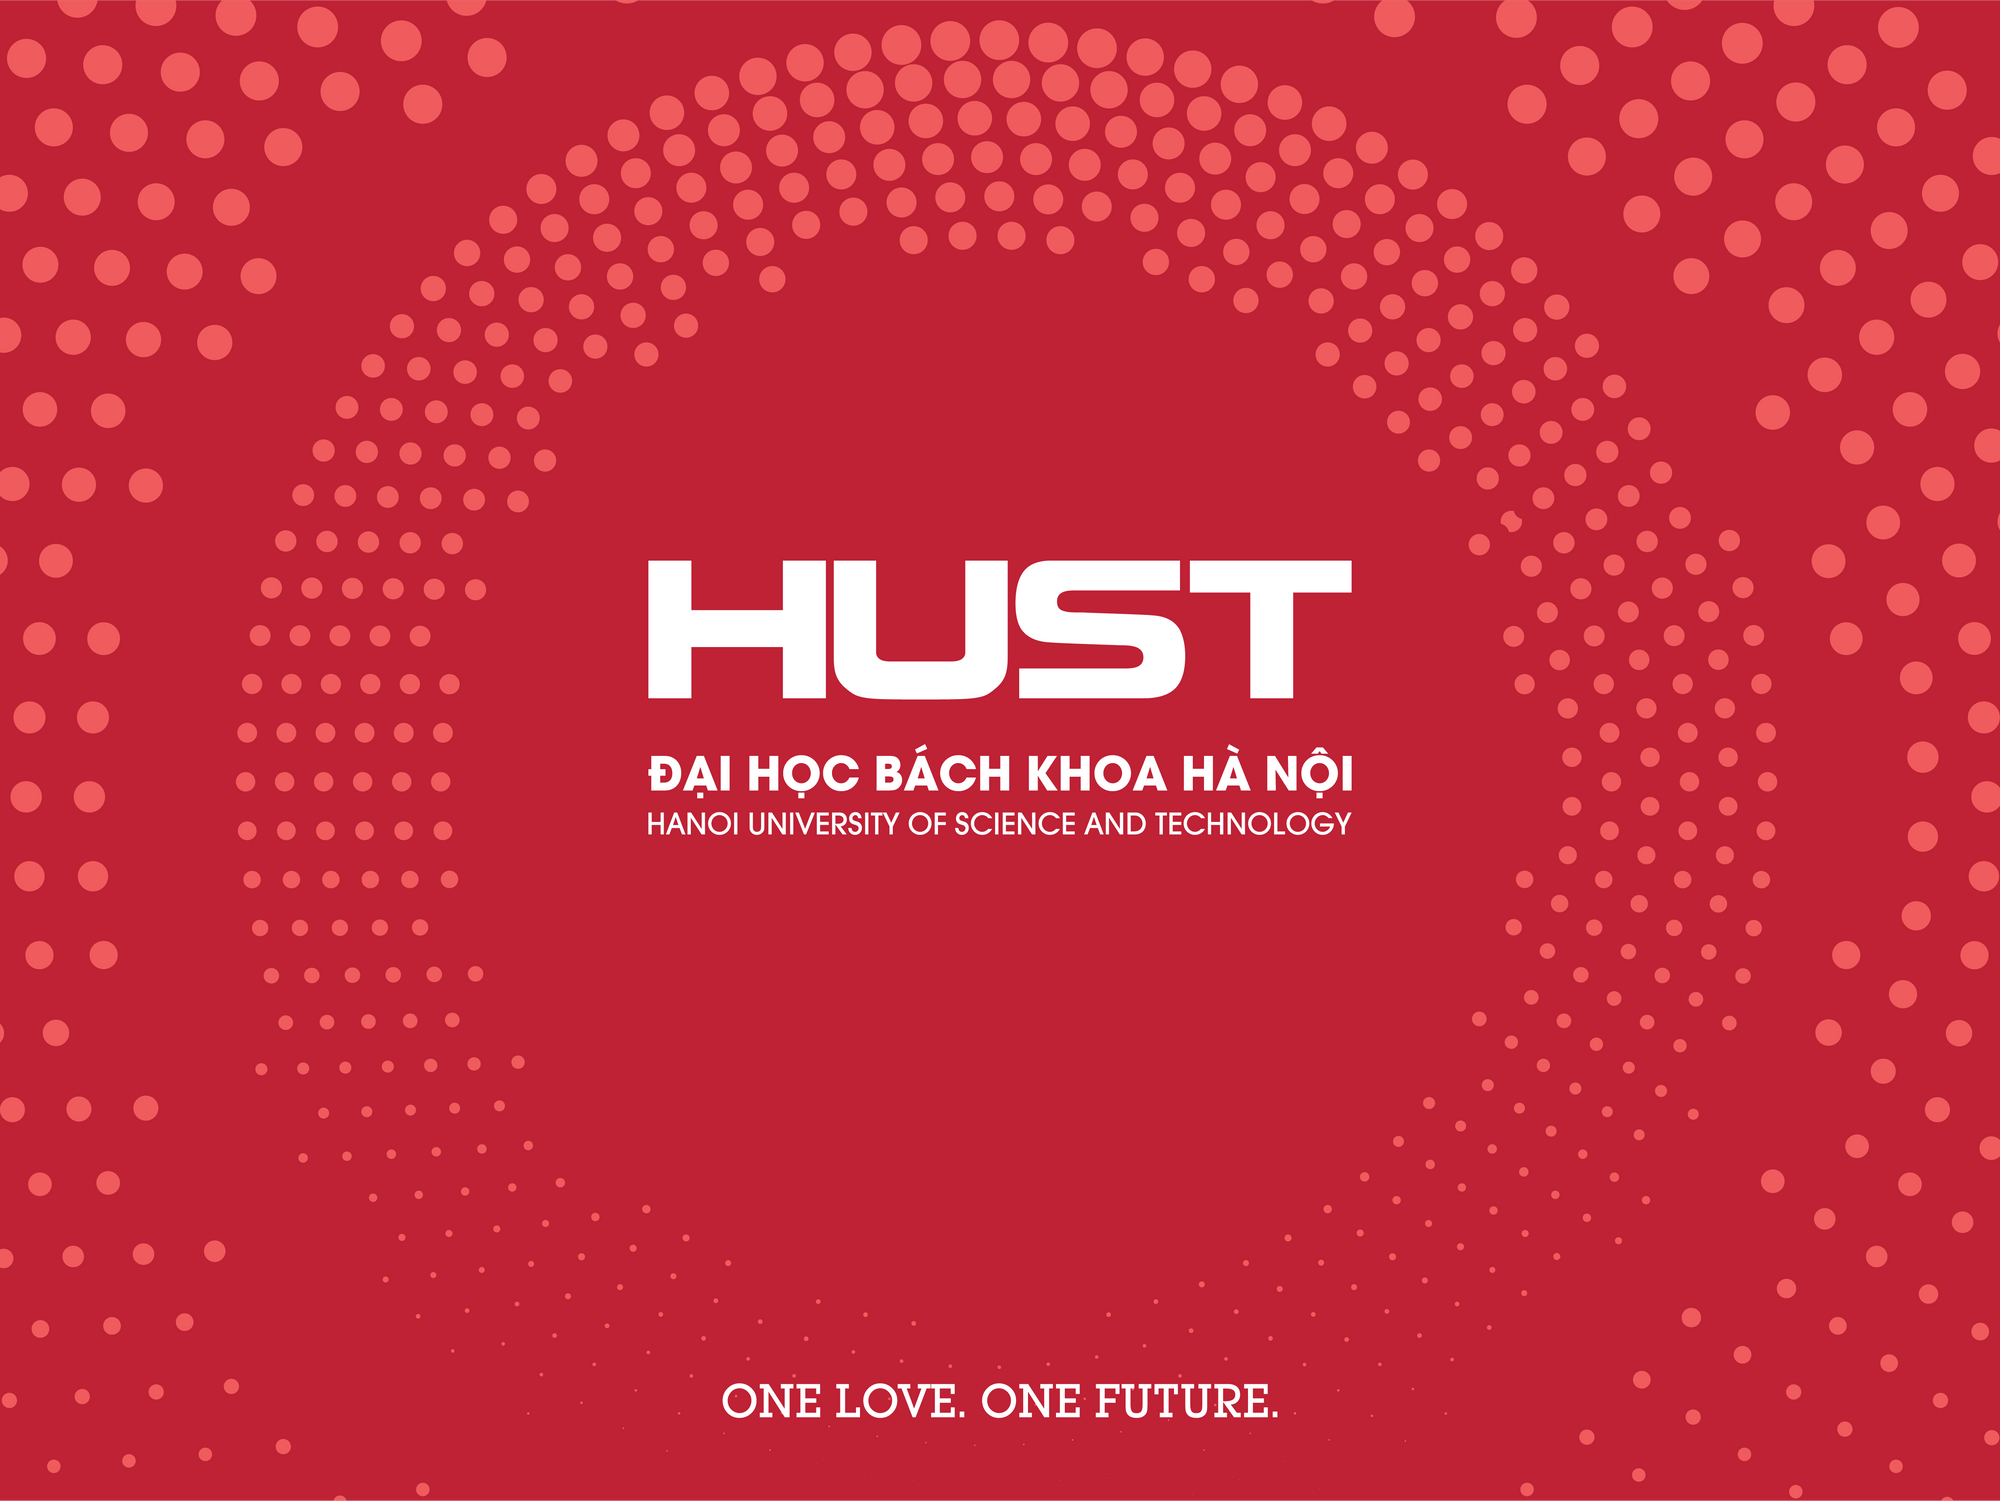 HUST
ĐẠI HỌC BÁCH KHOA HÀ NỘI
HANOI UNIVERSITY OF SCIENCE AND TECHNOLOGY
ONE LOVE. ONE FUTURE.